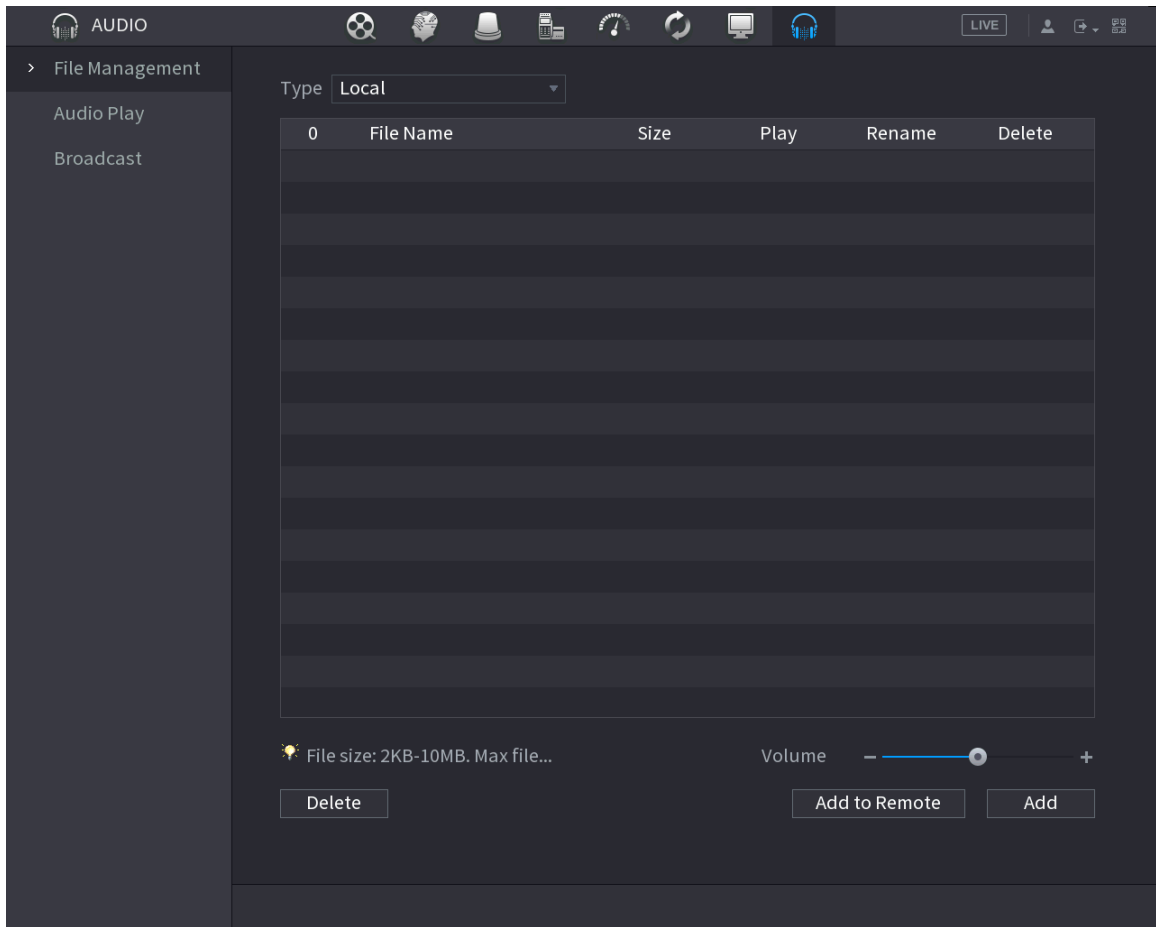 AUDIO
LIVE
File Management
Audio Play
Broadcast
Type Local
0 File Name Size Play Rename Delete
File size: 2KB-10MB. Max file...
Volume
Delete
Add to Remote
Add